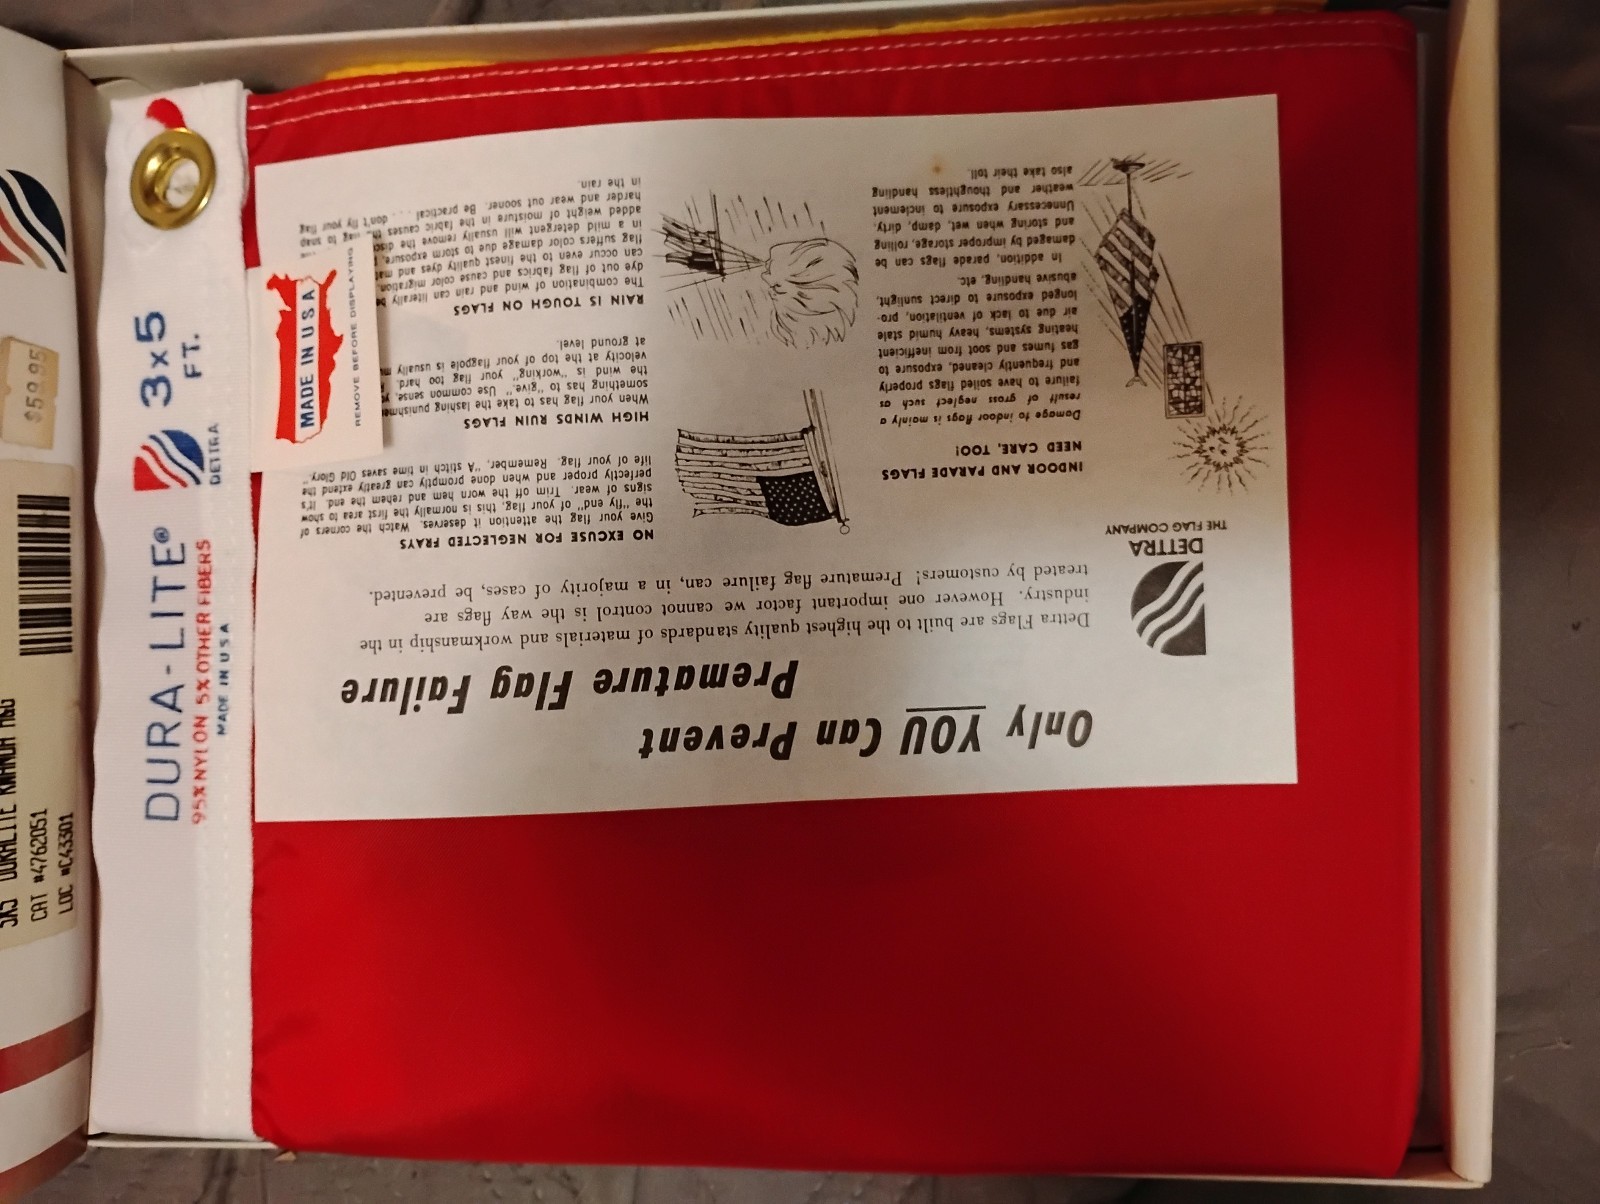 Only YOU Can Prevent
Premature Flag Failure
Dettra Flags are built to the highest quality standards of materials and workmanship in the
industry. However one important factor we cannot control is the way flags are
treated by customers! Premature flag failure can, in a majority of cases, be prevented.
DETTRA
THE FLAG COMPANY
INDOOR AND PARADE FLAGS
NEED CARE, TOO!
Damage to indoor flags is mainly a
result of gross neglect such as
failure to have soiled flags properly
and frequently cleaned, exposure to
gas fumes and soot from inefficient
heating systems, heavy humid stale
air due to lack of ventilation, pro-
longed exposure to direct sunlight,
abusive handling, etc.
In addition, parade flags can be
damaged by improper storage, rolling
and storing when wet, damp, dirty.
Unnecessary exposure to inclement
weather and thoughtless handling
also take their toll.
NO EXCUSE FOR NEGLECTED FRAYS
Give your flag the attention it deserves. Watch the corners of
the "fly end" of your flag, this is normally the first area to show
signs of wear. Trim off the worn hem and rehem the end. It's
perfectly proper and when done promptly can greatly extend the
life of your flag. Remember, "A stitch in time saves Old Glory."
HIGH WINDS RUIN FLAGS
When your flag has to take the lashing punishmen
something has to "give." Use common sense,
the wind is "working" your flag too hard.
velocity at the top of your flagpole is usually
at ground level.
RAIN IS TOUGH ON FLAGS
The combination of wind and rain can literally
dye out of flag fabrics and cause color migration.
can occur even to the finest quality dyes and
flag suffers color damage due to storm exposure,
in a mild detergent will usually remove the
added weight of moisture in the fabric causes flag to snap
harder and wear out sooner. Be practical . . . don't fly your flag
in the rain.
MADE IN USA
REMOVE BEFORE DISPLAYING
DURA-LITE® DETTRA 3x5 FT.
95% NYLON 5% OTHER FIBERS
MADE IN USA
$59.95
3X5 DURALITE RWANDA H&G
CAT #4762051
LOC #C43301